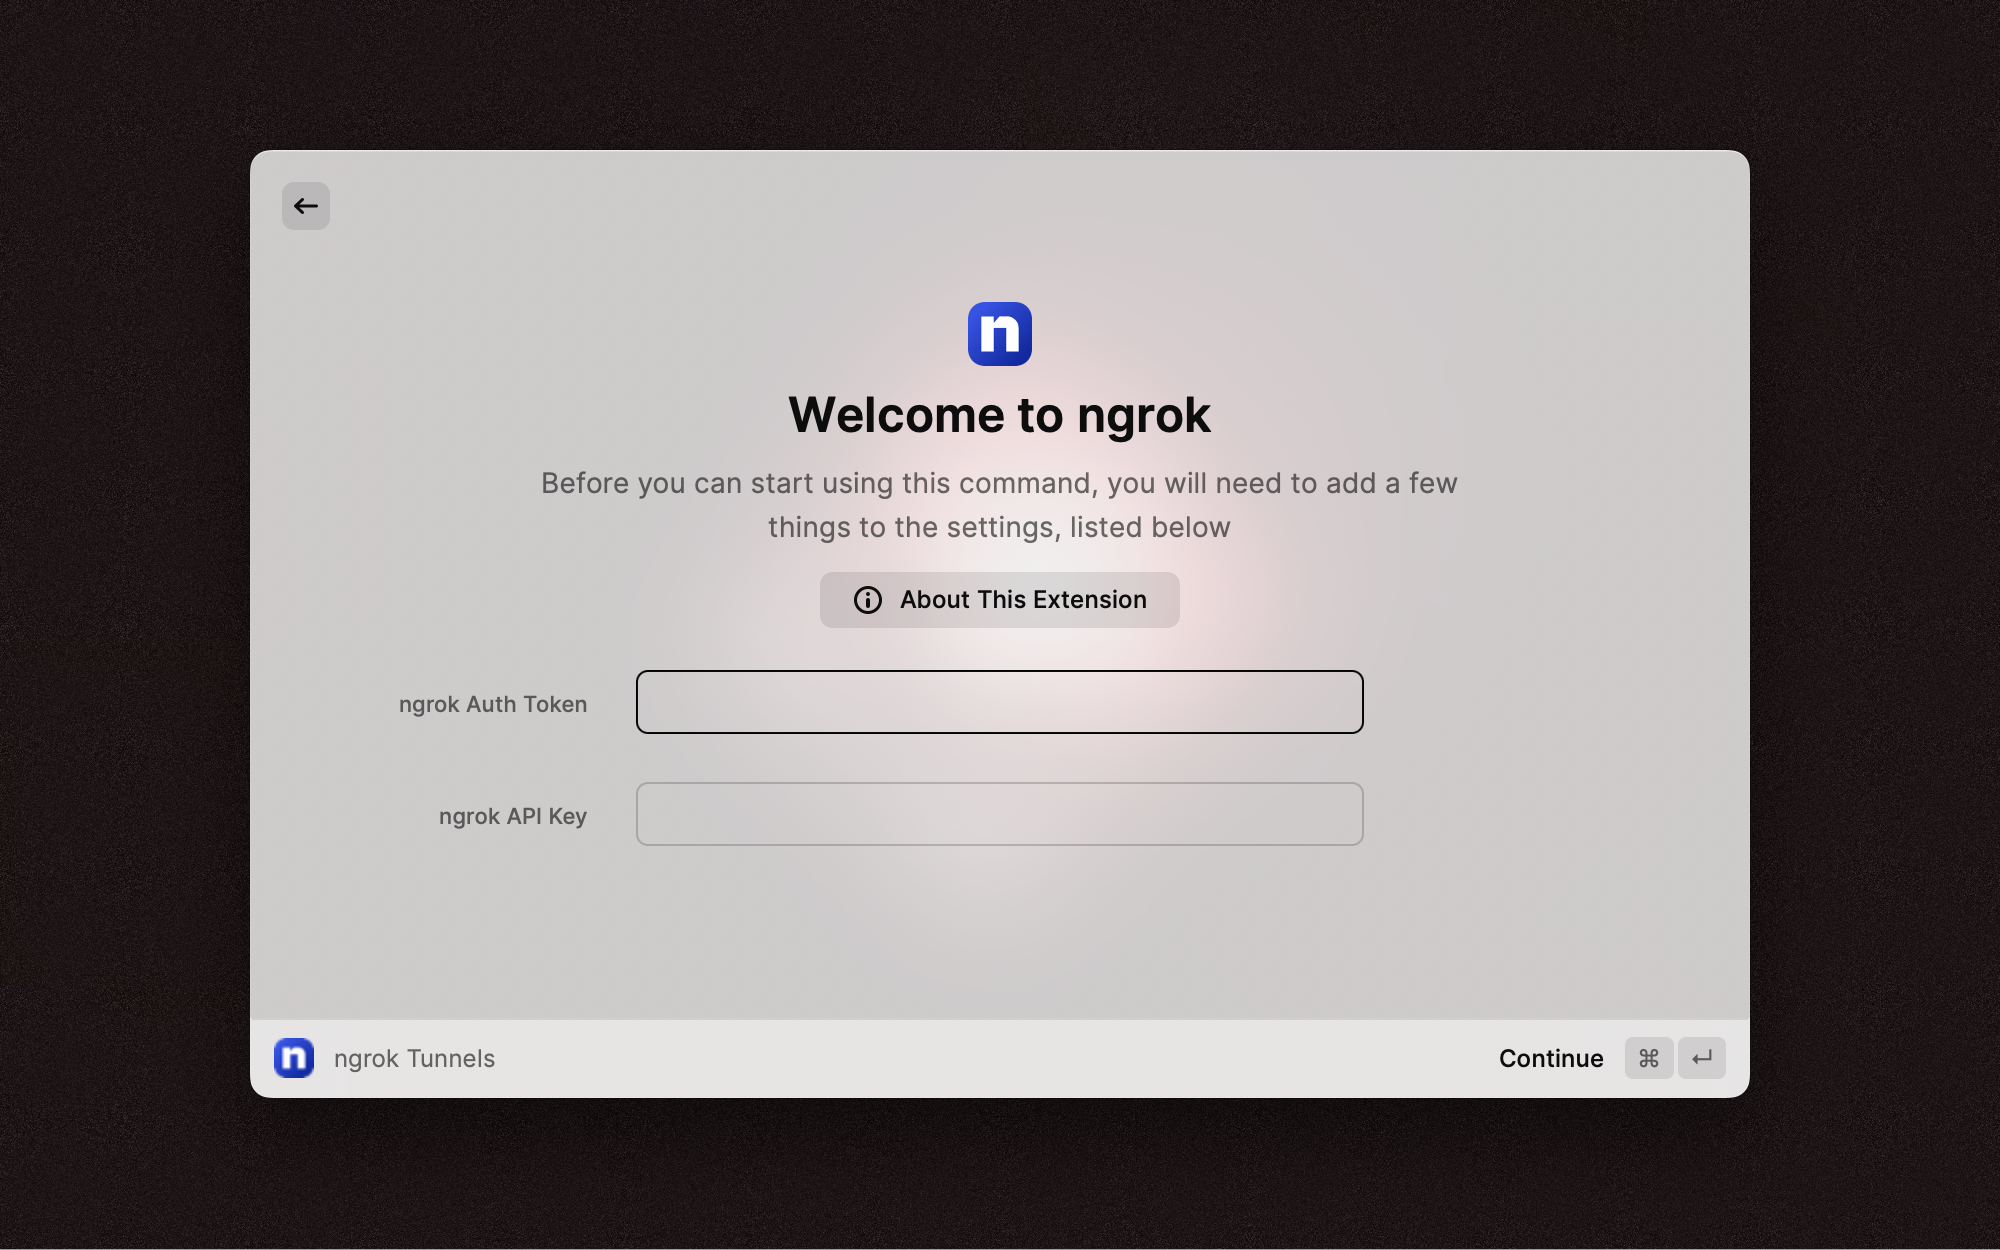 n
Welcome to ngrok
Before you can start using this command, you will need to add a few
things to the settings, listed below
About This Extension
ngrok Auth Token
ngrok API Key
n ngrok Tunnels
Continue ⌘ ↵